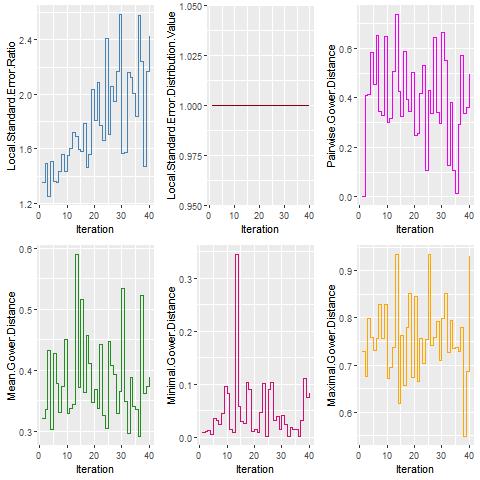 Local.Standard.Error.Ratio
2.4
2.0
1.6
1.2
0 10 20 30 40
Iteration
Local.Standard.Error.Distribution.Value
1.050
1.025
1.000
0.975
0.950
0 10 20 30 40
Iteration
Pairwise.Gower.Distance
0.6
0.4
0.2
0.0
0 10 20 30 40
Iteration
Mean.Gower.Distance
0.6
0.5
0.4
0.3
0 10 20 30 40
Iteration
Minimal.Gower.Distance
0.3
0.2
0.1
0.0
0 10 20 30 40
Iteration
Maximal.Gower.Distance
0.9
0.8
0.7
0.6
0 10 20 30 40
Iteration